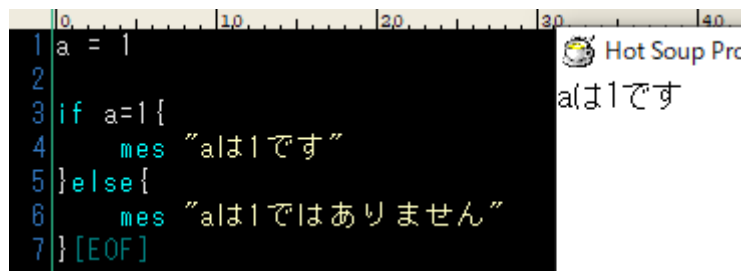 0 10 20 30 40
1 a = 1
2
3 if a=1{
4 mes "aは1です"
5 }else{
6 mes "aは1ではありません"
7 }[EOF]
Hot Soup Pro
aは1です